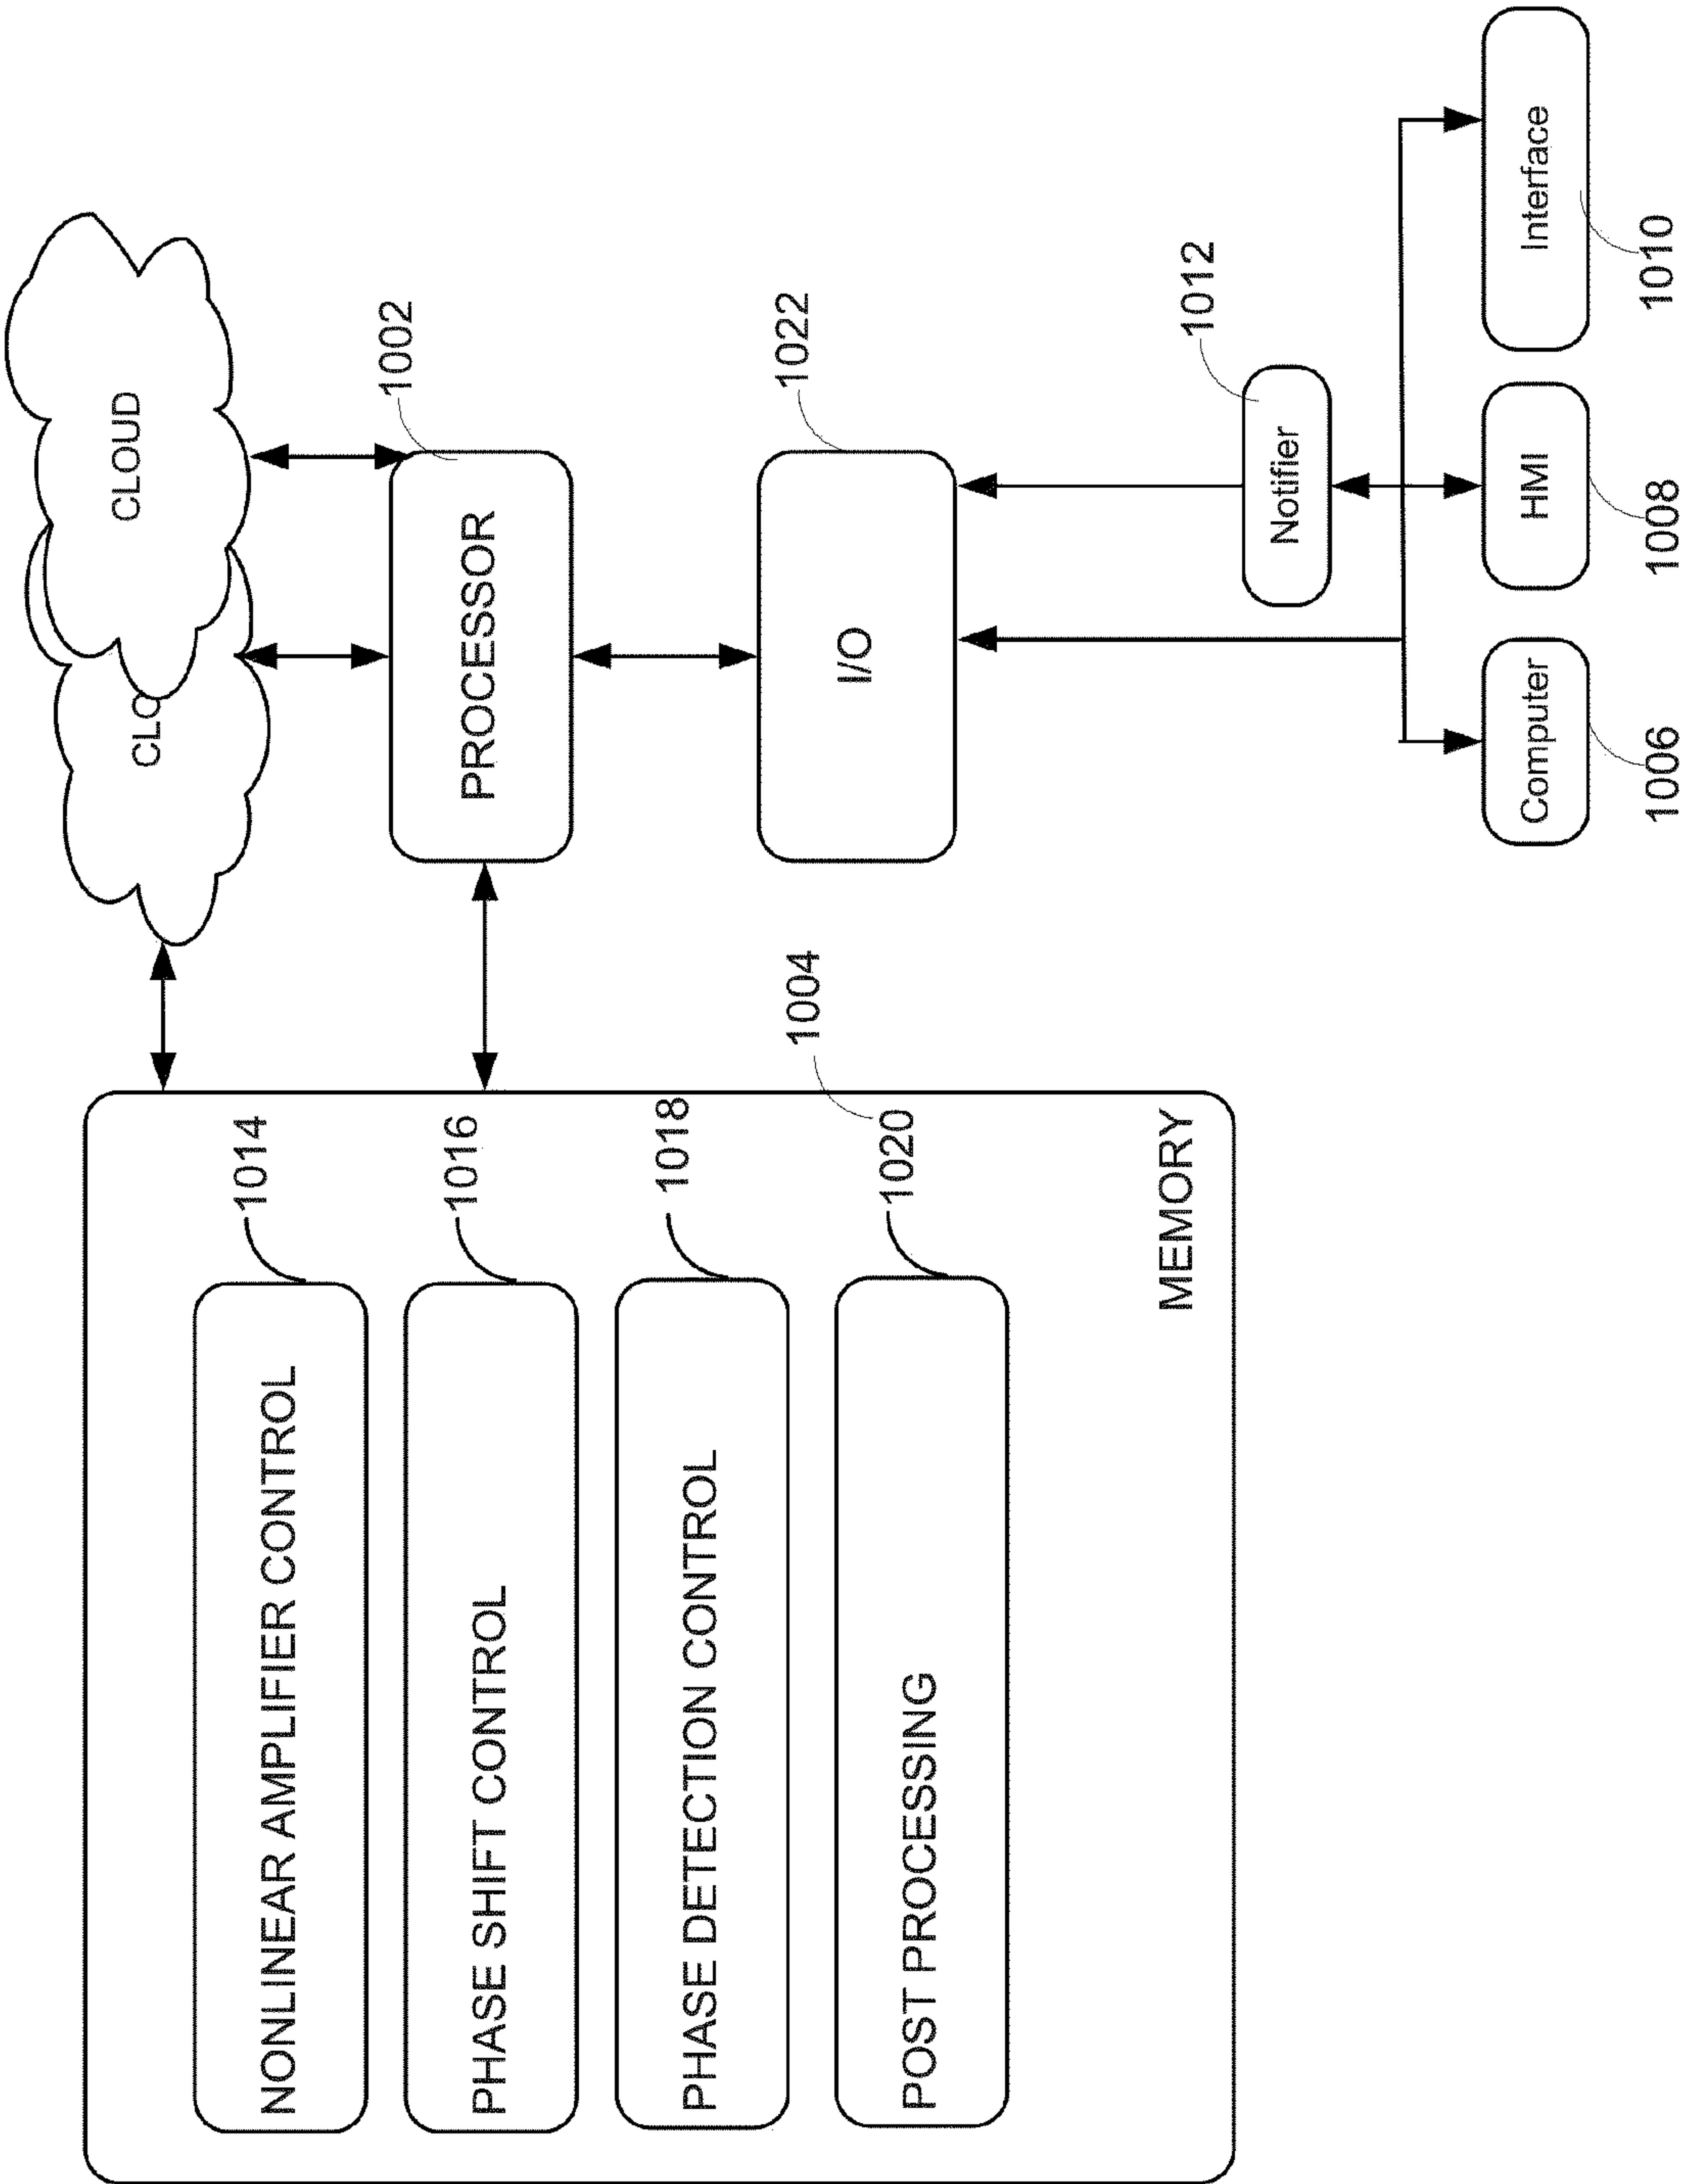 NONLINEAR AMPLIFIER CONTROL
1014
PHASE SHIFT CONTROL
1016
PHASE DETECTION CONTROL
1018
POST PROCESSING
1020
MEMORY
1004
CLO
CLOUD
PROCESSOR
1002
I/O
1022
Notifier
1012
Computer
HMI
Interface
1006
1008
1010